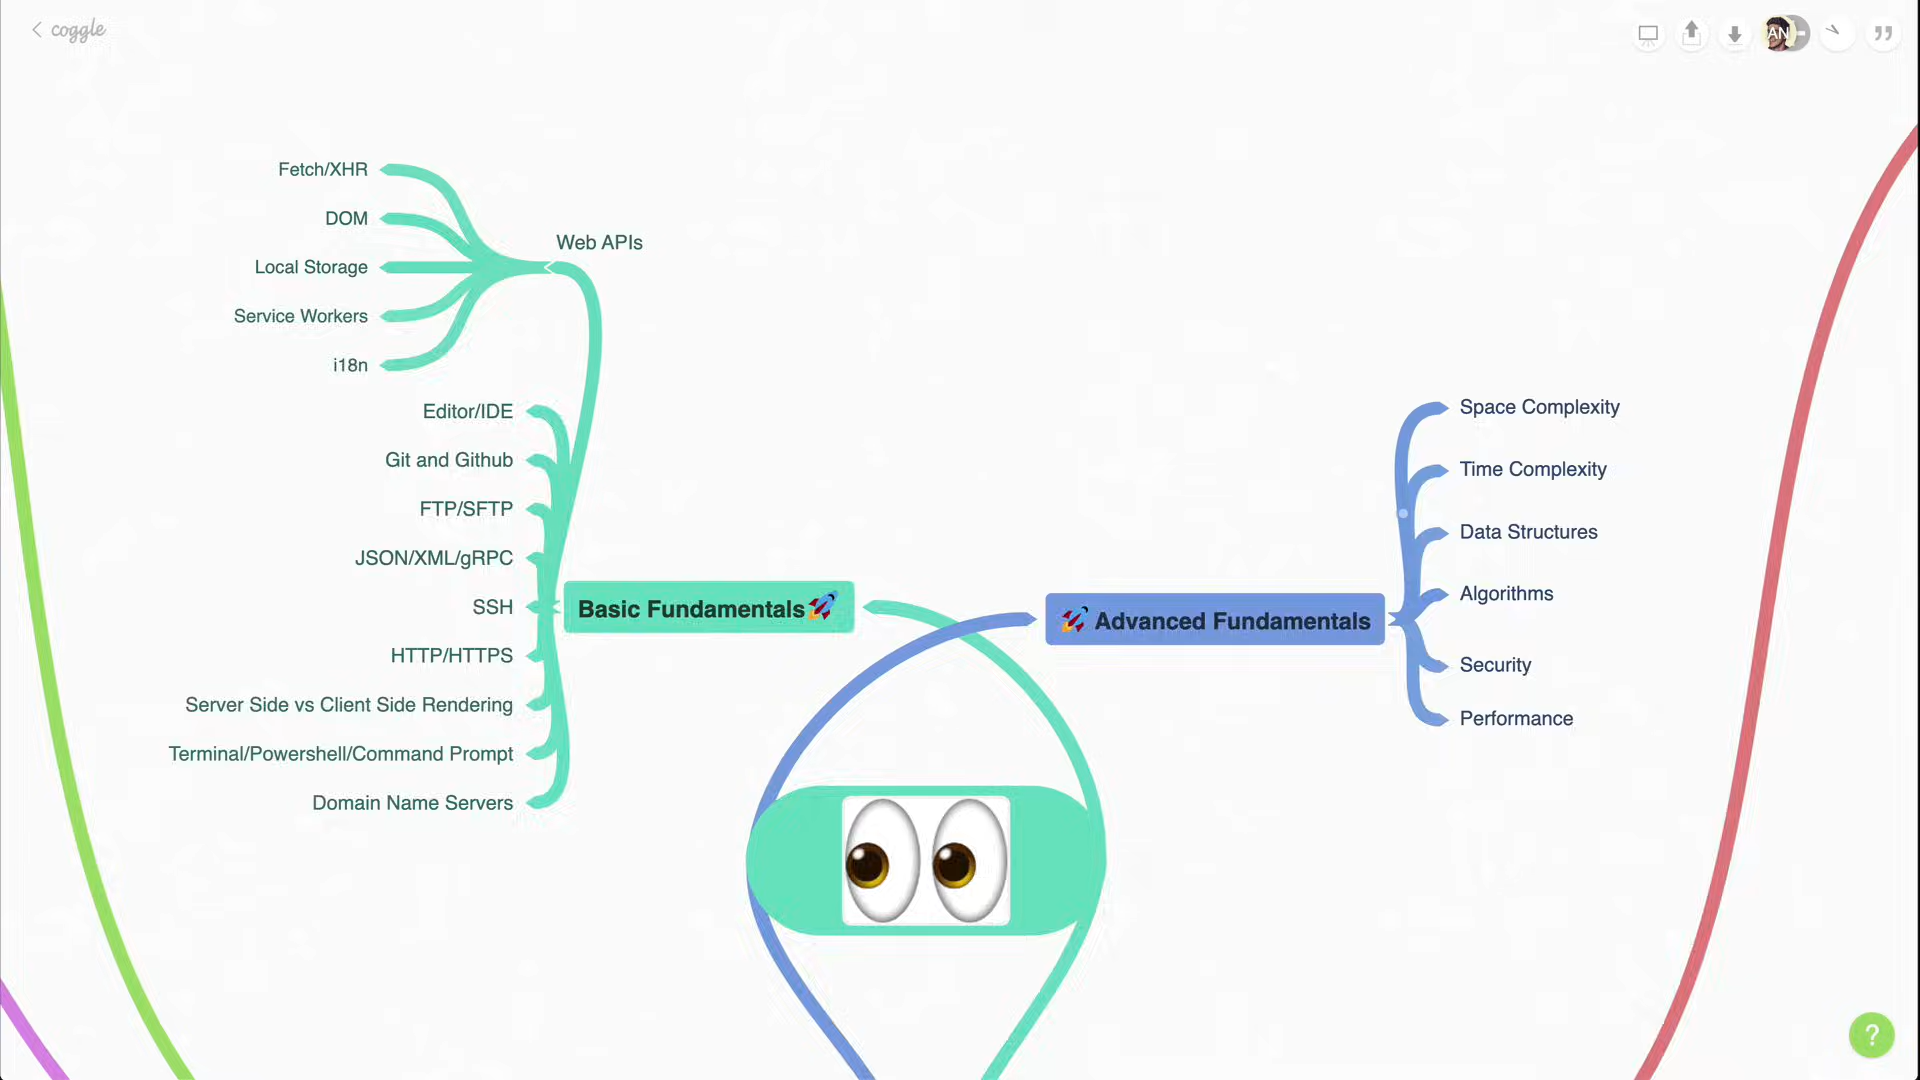 coggle
AN
Fetch/XHR
DOM
Web APIs
Local Storage
Service Workers
i18n
Editor/IDE
Git and Github
FTP/SFTP
JSON/XML/gRPC
SSH
Basic Fundamentals🚀
HTTP/HTTPS
Server Side vs Client Side Rendering
Terminal/Powershell/Command Prompt
Domain Name Servers
🚀 Advanced Fundamentals
Space Complexity
Time Complexity
Data Structures
Algorithms
Security
Performance
?